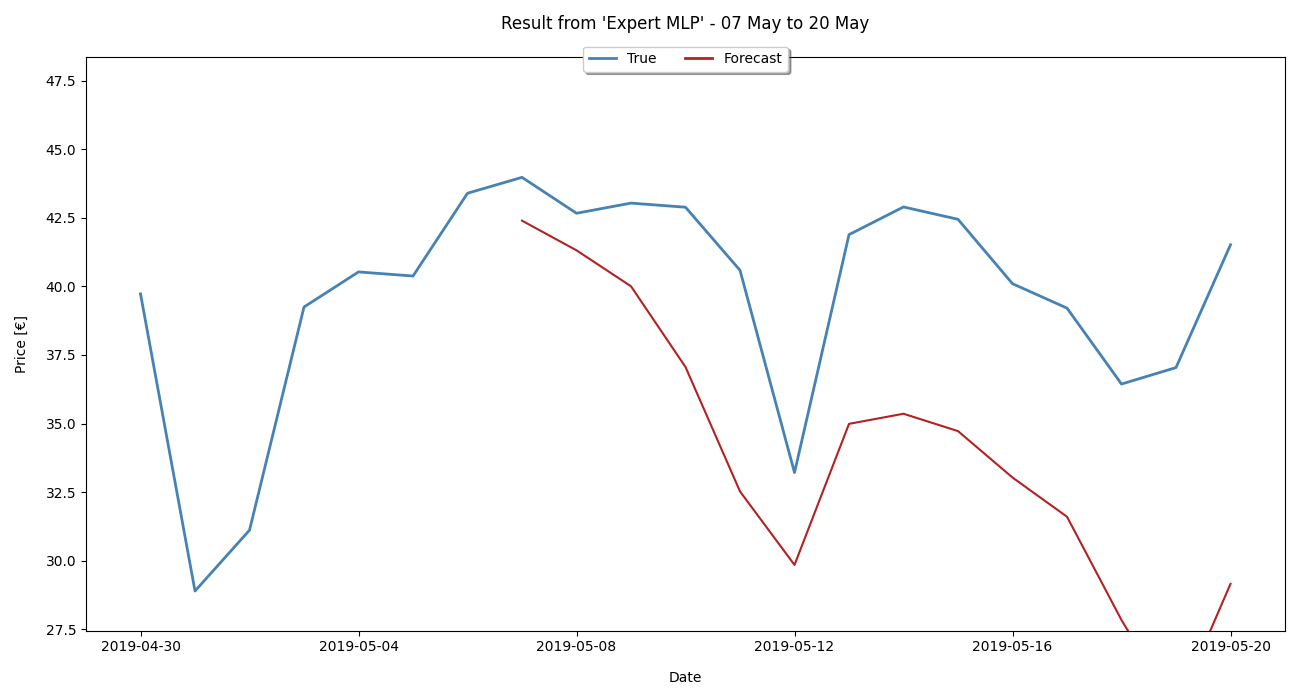 Result from 'Expert MLP' - 07 May to 20 May
True Forecast
47.5
45.0
42.5
40.0
37.5
35.0
32.5
30.0
27.5
Price [€]
2019-04-30 2019-05-04 2019-05-08 2019-05-12 2019-05-16 2019-05-20
Date